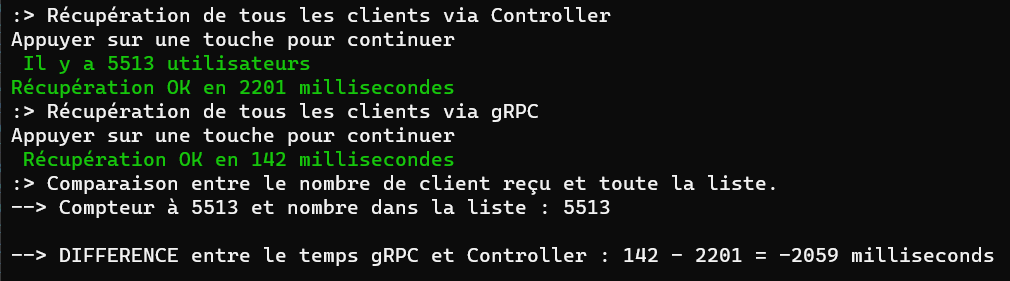 :> Récupération de tous les clients via Controller
Appuyer sur une touche pour continuer
Il y a 5513 utilisateurs
Récupération OK en 2201 millisecondes
:> Récupération de tous les clients via gRPC
Appuyer sur une touche pour continuer
Récupération OK en 142 millisecondes
:> Comparaison entre le nombre de client reçu et toute la liste.
--> Compteur à 5513 et nombre dans la liste : 5513
--> DIFFERENCE entre le temps gRPC et Controller : 142 - 2201 = -2059 milliseconds